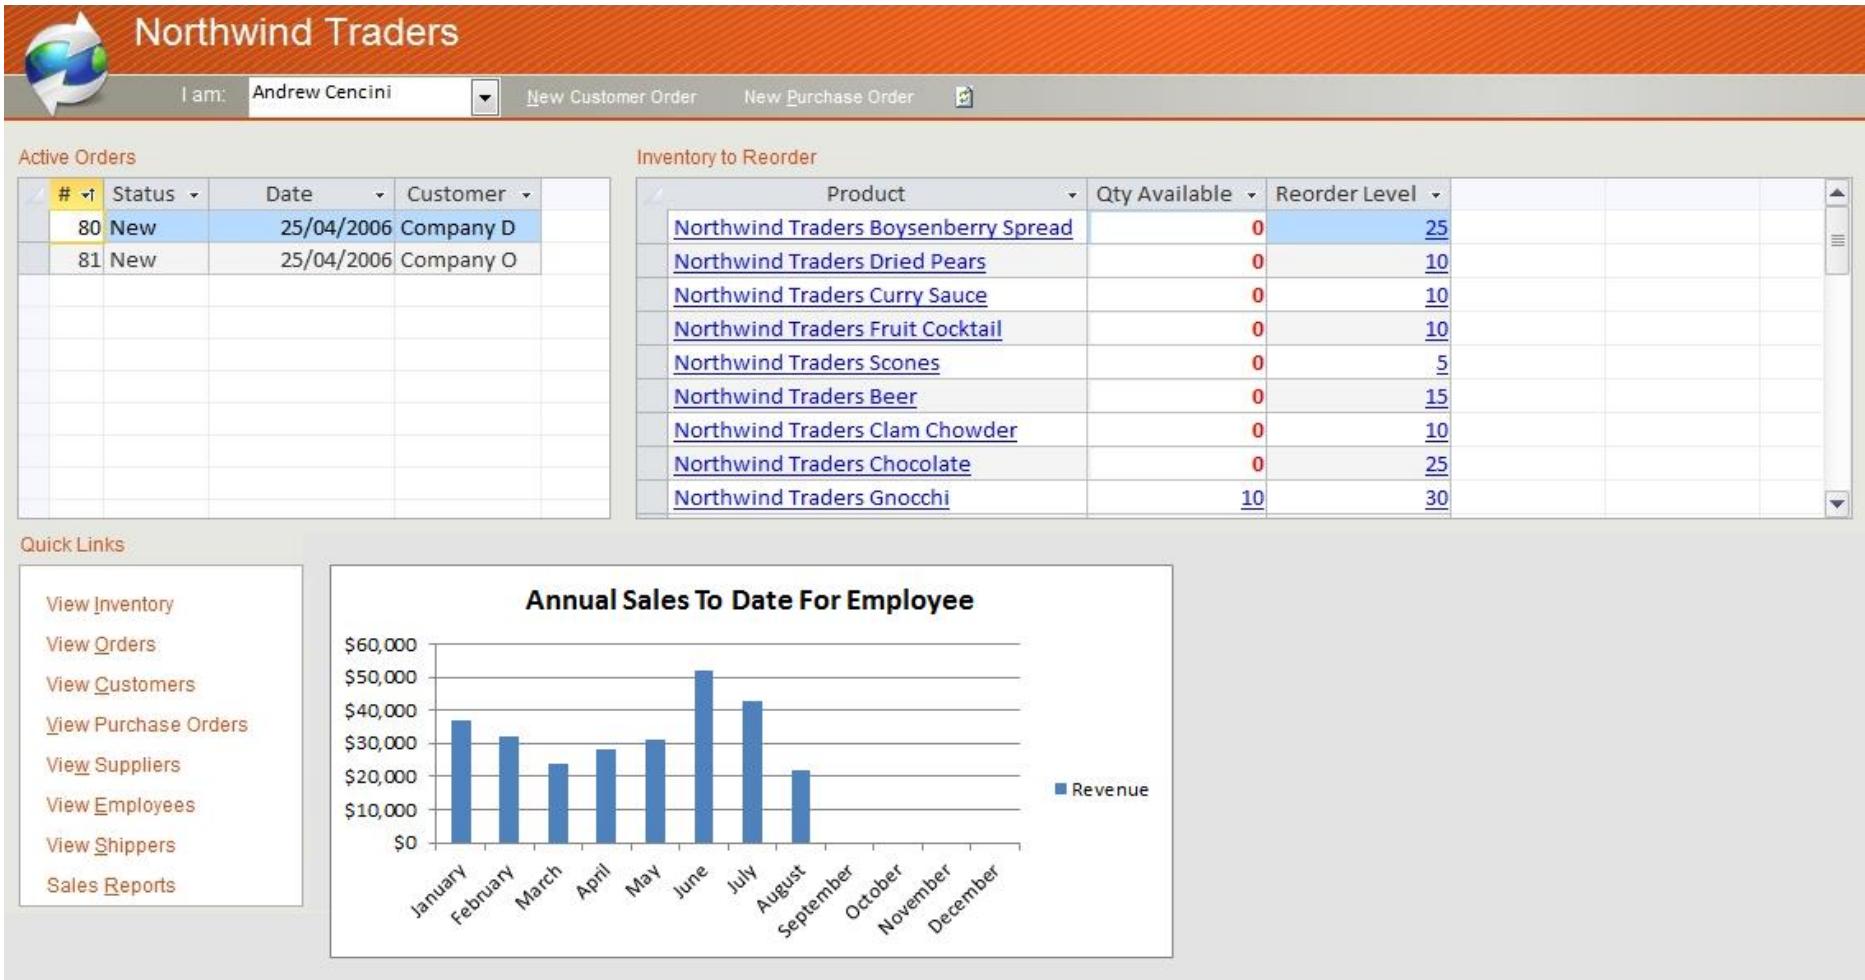 Northwind Traders
I am: Andrew Cencini New Customer Order New Purchase Order
Active Orders
# Status Date Customer
80 New 25/04/2006 Company D
81 New 25/04/2006 Company O
Inventory to Reorder
Product Qty Available Reorder Level
Northwind Traders Boysenberry Spread 0 25
Northwind Traders Dried Pears 0 10
Northwind Traders Curry Sauce 0 10
Northwind Traders Fruit Cocktail 0 10
Northwind Traders Scones 0 5
Northwind Traders Beer 0 15
Northwind Traders Clam Chowder 0 10
Northwind Traders Chocolate 0 25
Northwind Traders Gnocchi 10 30
Quick Links
View Inventory
View Orders
View Customers
View Purchase Orders
View Suppliers
View Employees
View Shippers
Sales Reports
Annual Sales To Date For Employee
$60,000
$50,000
$40,000
$30,000
$20,000
$10,000
$0
January February March April May June July August September October November December
Revenue